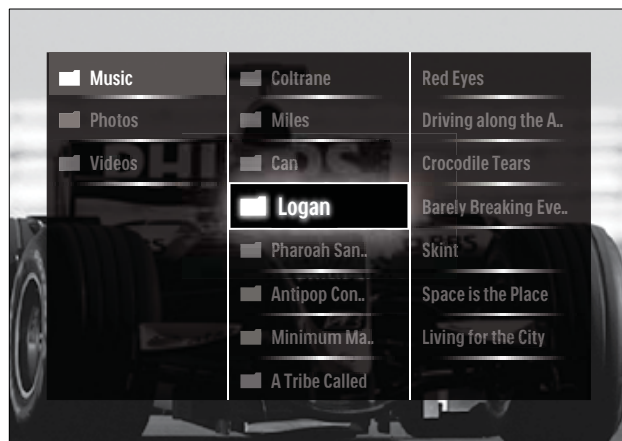 Music
Photos
Videos
Coltrane
Miles
Can
Logan
Pharoah San..
Antipop Con..
Minimum Ma..
A Tribe Called
Red Eyes
Driving along the A..
Crocodile Tears
Barely Breaking Eve..
Skint
Space is the Place
Living for the City
PHILIPS